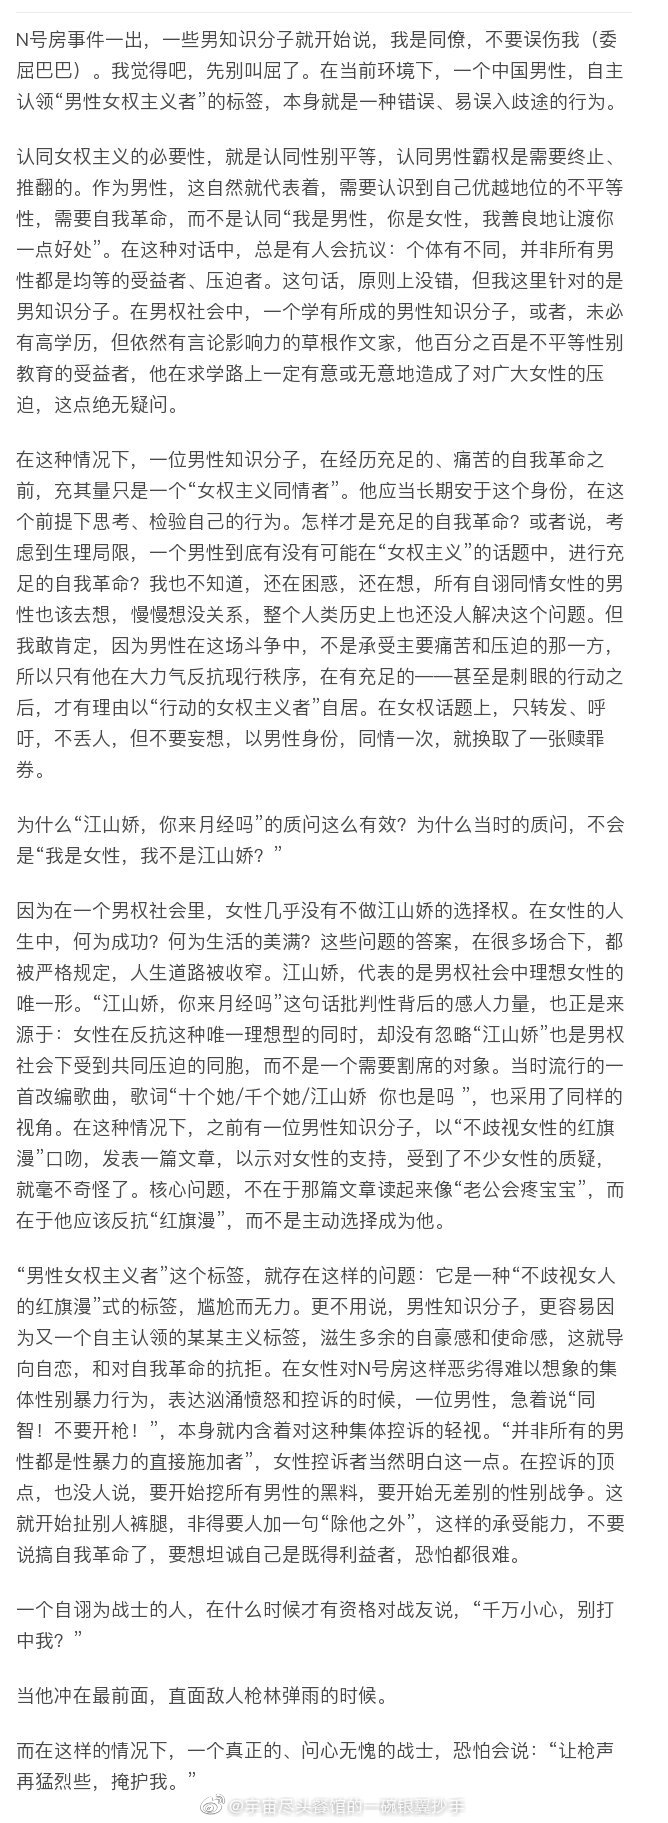 N号房事件一出，一些男知识分子就开始说，我是同僚，不要误伤我（委
屈巴巴）。我觉得吧，先别叫屈了。在当前环境下，一个中国男性，自主
认领“男性女权主义者”的标签，本身就是一种错误、易误入歧途的行为。
认同女权主义的必要性，就是认同性别平等，认同男性霸权是需要终止、
推翻的。作为男性，这自然就代表着，需要认识到自己优越地位的不平等
性，需要自我革命，而不是认同“我是男性，你是女性，我善良地让渡你
一点好处”。在这种对话中，总是有人会抗议：个体有不同，并非所有男
性都是均等的受益者、压迫者。这句话，原则上没错，但我这里针对的是
男知识分子。在男权社会中，一个学有所成的男性知识分子，或者，未必
有高学历，但依然有言论影响力的草根作文家，他百分之百是不平等性别
教育的受益者，他在求学路上一定有意或无意地造成了对广大女性的压
迫，这点绝无疑问。
在这种情况下，一位男性知识分子，在经历充足的、痛苦的自我革命之
前，充其量只是一个“女权主义同情者”。他应当长期安于这个身份，在这
个前提下思考、检验自己的行为。怎样才是充足的自我革命？或者说，考
虑到生理局限，一个男性到底有没有可能在“女权主义”的话题中，进行充
足的自我革命？我也不知道，还在困惑，还在想，所有自诩同情女性的男
性也该去想，慢慢想没关系，整个人类历史上也还没人解决这个问题。但
我敢肯定，因为男性在这场斗争中，不是承受主要痛苦和压迫的那一方，
所以只有他在大力气反抗现行秩序，在有充足的——甚至是刺眼的行动之
后，才有理由以“行动的女权主义者”自居。在女权话题上，只转发、呼
吁，不丢人，但不要妄想，以男性身份，同情一次，就换取了一张赎罪
券。
为什么“江山娇，你来月经吗”的质问这么有效？为什么当时的质问，不会
是“我是女性，我不是江山娇？”
因为在一个男权社会里，女性几乎没有不做江山娇的选择权。在女性的人
生中，何为成功？何为生活的美满？这些问题的答案，在很多场合下，都
被严格规定，人生道路被收窄。江山娇，代表的是男权社会中理想女性的
唯一形。“江山娇，你来月经吗”这句话批判性背后的感人力量，也正是来
源于：女性在反抗这种唯一理想型的同时，却没有忽略“江山娇”也是男权
社会下受到共同压迫的同胞，而不是一个需要割席的对象。当时流行的一
首改编歌曲，歌词“十个她/千个她/江山娇 你也是吗 ”，也采用了同样的
视角。在这种情况下，之前有一位男性知识分子，以“不歧视女性的红旗
漫”口吻，发表一篇文章，以示对女性的支持，受到了不少女性的质疑，
就毫不奇怪了。核心问题，不在于那篇文章读起来像“老公会疼宝宝”，而
在于他应该反抗“红旗漫”，而不是主动选择成为他。
“男性女权主义者”这个标签，就存在这样的问题：它是一种“不歧视女人
的红旗漫”式的标签，尴尬而无力。更不用说，男性知识分子，更容易因
为又一个自主认领的某某主义标签，滋生多余的自豪感和使命感，这就导
向自恋，和对自我革命的抗拒。在女性对N号房这样恶劣得难以想象的集
体性别暴力行为，表达汹涌愤怒和控诉的时候，一位男性，急着说“同
智！不要开枪！”，本身就内含着对这种集体控诉的轻视。“并非所有的男
性都是性暴力的直接施加者”，女性控诉者当然明白这一点。在控诉的顶
点，也没人说，要开始挖所有男性的黑料，要开始无差别的性别战争。这
就开始扯别人裤腿，非得要人加一句“除他之外”，这样的承受能力，不要
说搞自我革命了，要想坦诚自己是既得利益者，恐怕都很难。
一个自诩为战士的人，在什么时候才有资格对战友说，“千万小心，别打
中我？”
当他冲在最前面，直面敌人枪林弹雨的时候。
而在这样的情况下，一个真正的、问心无愧的战士，恐怕会说：“让枪声
再猛烈些，掩护我。”
@宇宙尽头餐馆的一碗银翼抄手